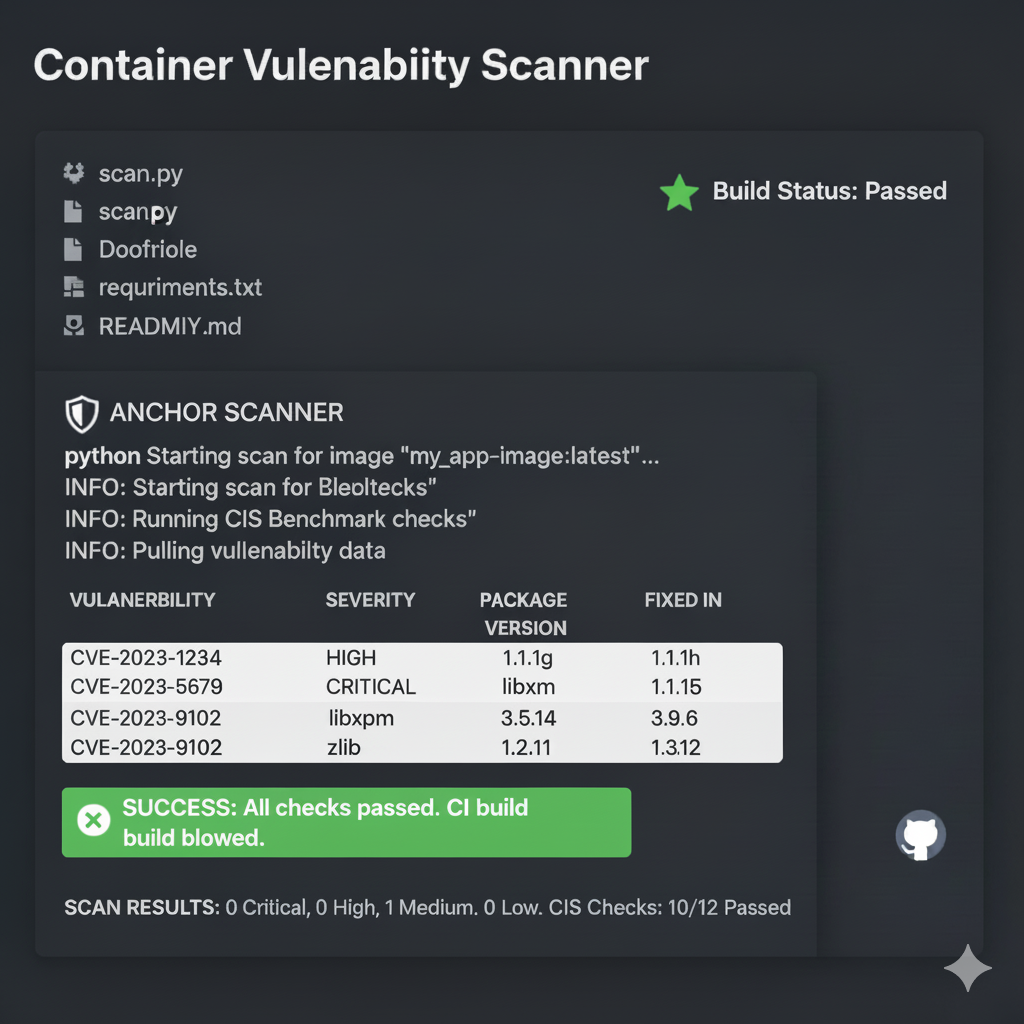 Container Vulenabiity Scanner
scan.py
scanpy
Doofriole
requriments.txt
READMIY.md
Build Status: Passed
ANCHOR SCANNER
python Starting scan for image "my_app-image:latest"...
INFO: Starting scan for Bleoltecks"
INFO: Running CIS Benchmark checks"
INFO: Pulling vullenabilty data
VULANERBILITY SEVERITY PACKAGE VERSION FIXED IN
CVE-2023-1234 HIGH 1.1.1g 1.1.1h
CVE-2023-5679 CRITICAL libxm 1.1.15
CVE-2023-9102 libxpm 3.5.14 3.9.6
CVE-2023-9102 zlib 1.2.11 1.3.12
SUCCESS: All checks passed. CI build
build blowed.
SCAN RESULTS: 0 Critical, 0 High, 1 Medium. 0 Low. CIS Checks: 10/12 Passed